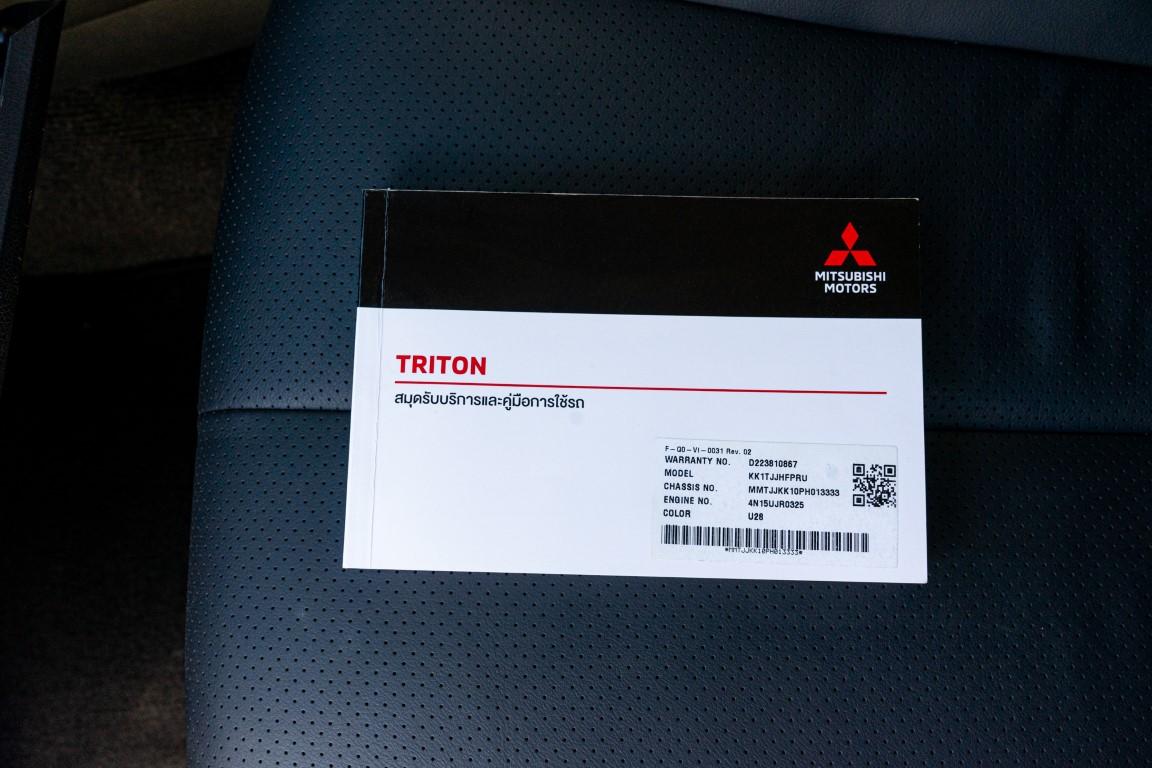 MITSUBISHI
MOTORS
TRITON
สมุดรับบริการและคู่มือการใช้รถ
F-Q0-VI-0031 Rev. 02
WARRANTY NO. D223810867
MODEL KK1TJJHFPRU
CHASSIS NO. MMTJJKK10PH013333
ENGINE NO. 4N15UJR0325
COLOR U28
*MMTJJKK10PH013333*